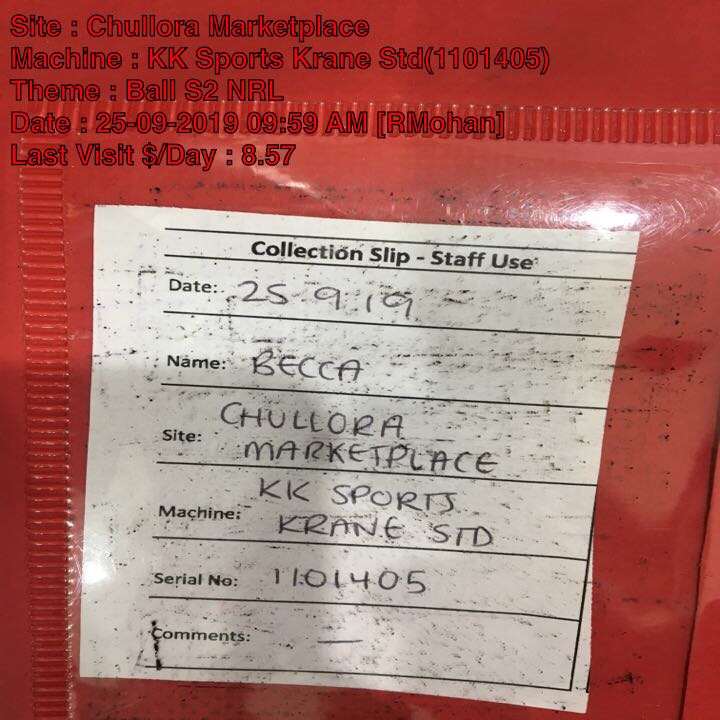 Site : Chullora Marketplace
Machine : KK Sports Krane Std(1101405)
Theme : Ball S2 NRL
Date : 25-09-2019 09:59 AM [RMohan]
Last Visit $/Day : 8.57
Collection Slip - Staff Use
Date: 25 9 19
Name: BECCA
Site: CHULLORA
MARKETPLACE
Machine: KK SPORTS
KRANE STD
Serial No: 1101405
Comments: —